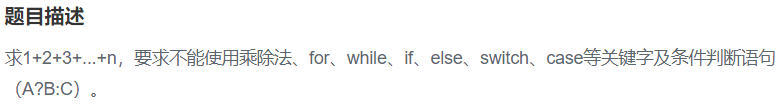 题目描述
求1+2+3+...+n，要求不能使用乘除法、for、while、if、else、switch、case等关键字及条件判断语句
（A?B:C）。